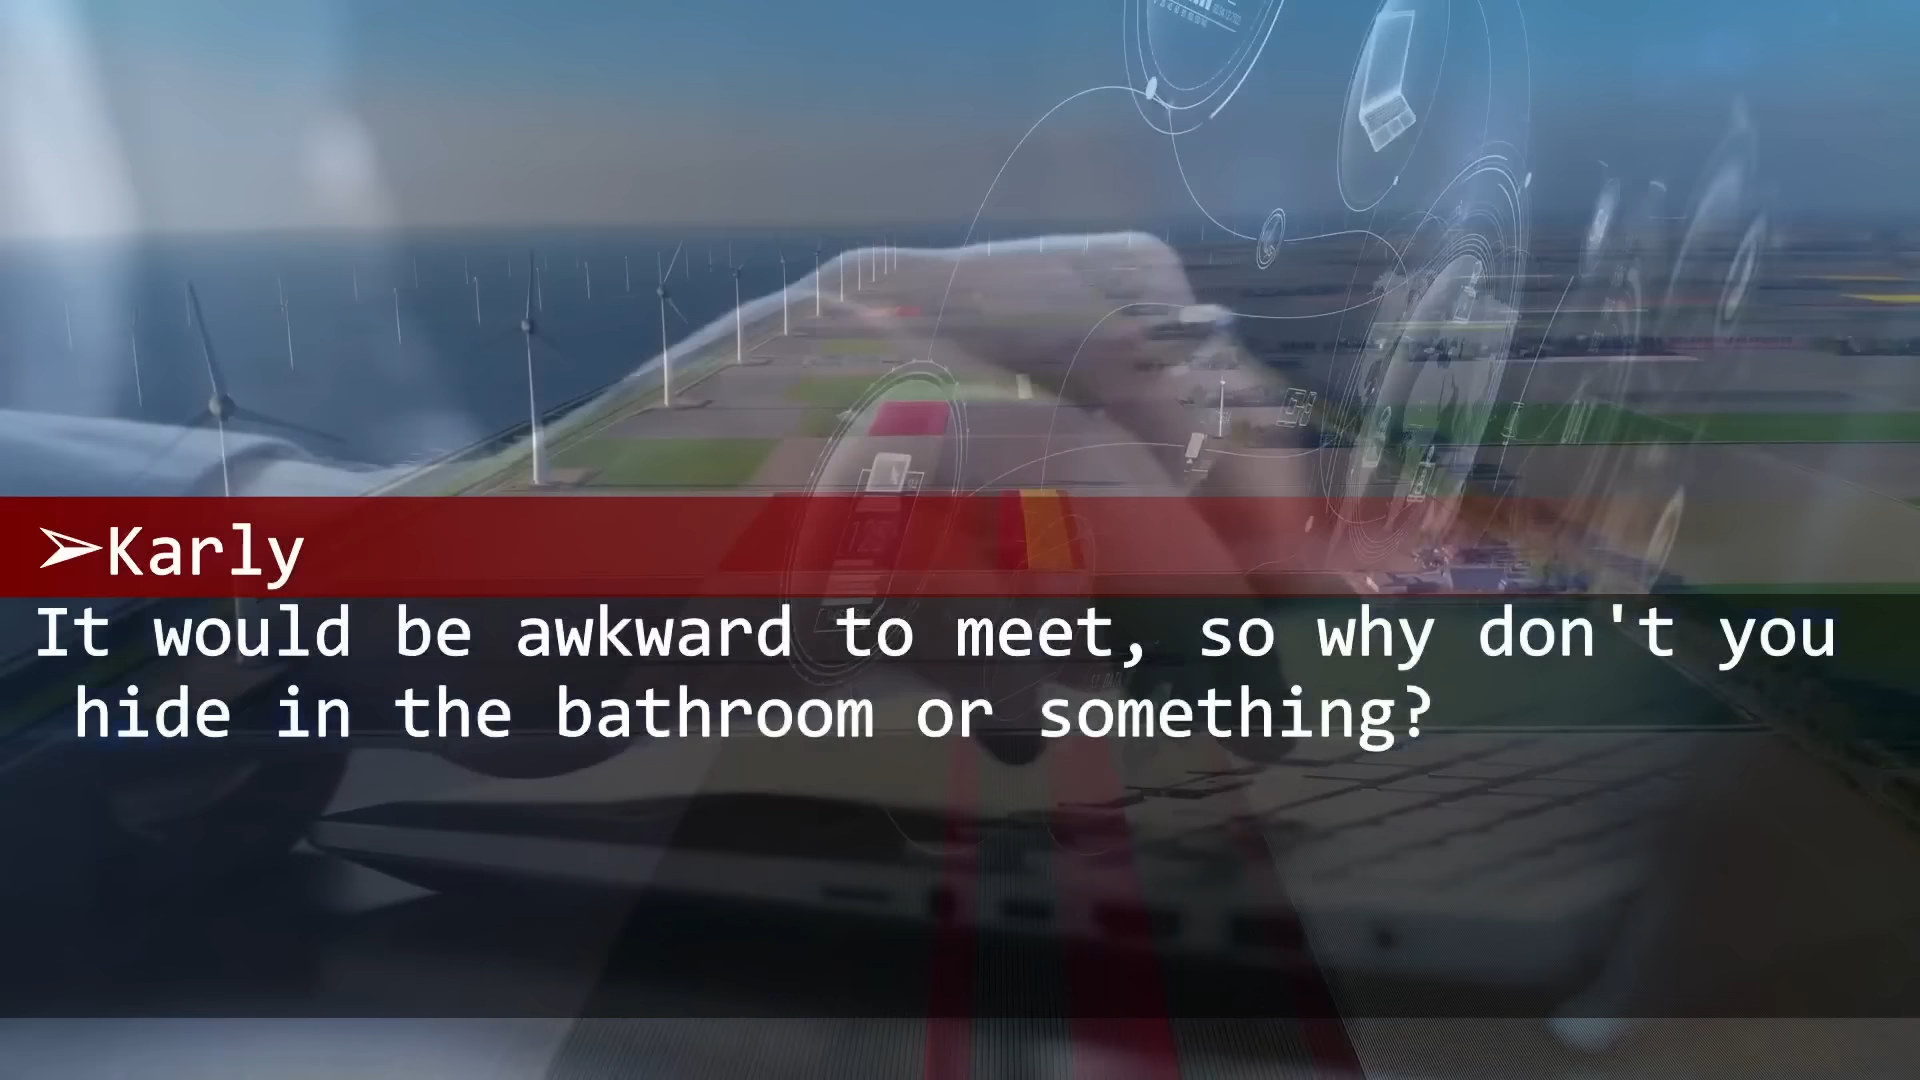 ➢Karly
It would be awkward to meet, so why don't you
hide in the bathroom or something?